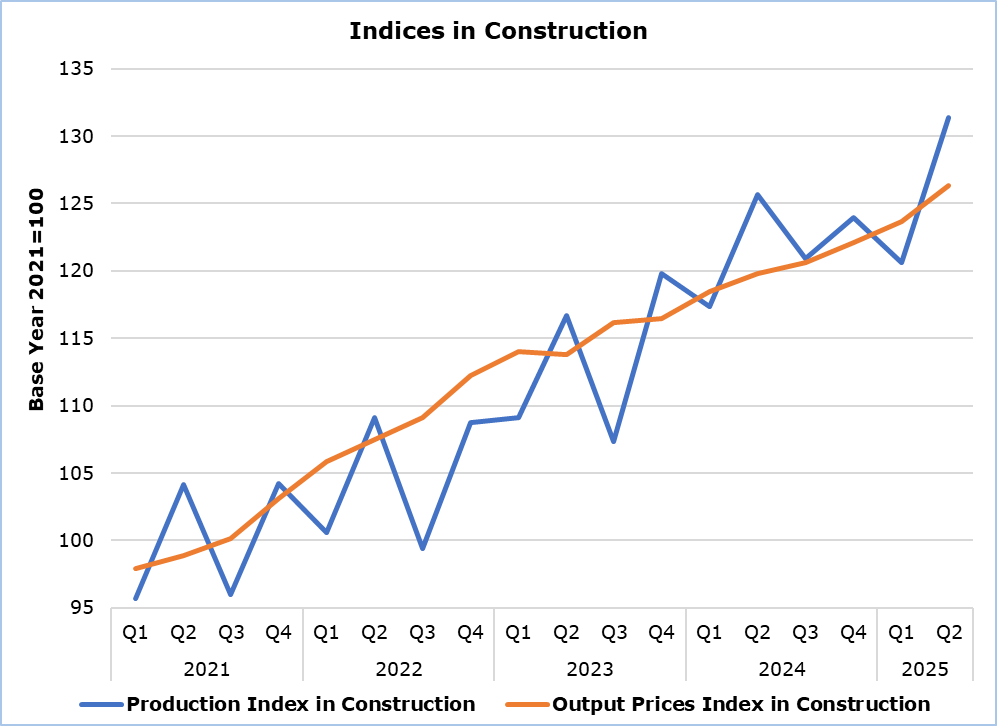 Indices in Construction
Base Year 2021=100
135
130
125
120
115
110
105
100
95
Q1 Q2 Q3 Q4 Q1 Q2 Q3 Q4 Q1 Q2 Q3 Q4 Q1 Q2 Q3 Q4 Q1 Q2
2021 2022 2023 2024 2025
Production Index in Construction Output Prices Index in Construction